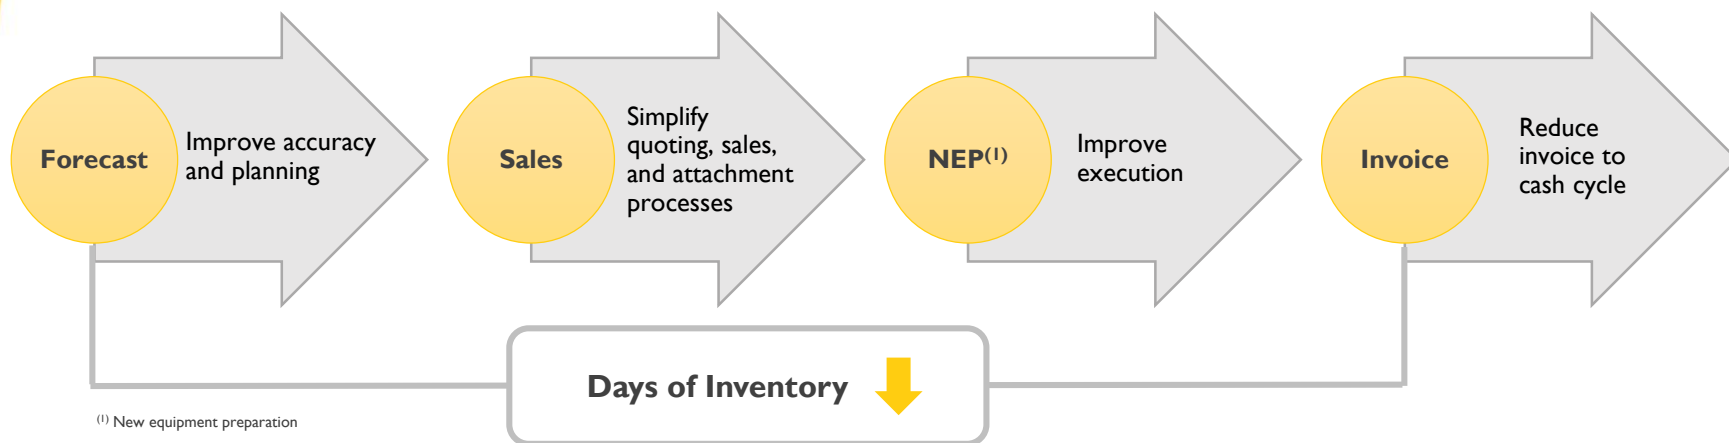 Forecast
Improve accuracy
and planning
Sales
Simplify
quoting, sales,
and attachment
processes
NEP(1)
Improve
execution
Invoice
Reduce
invoice to
cash cycle
Days of Inventory
(1) New equipment preparation